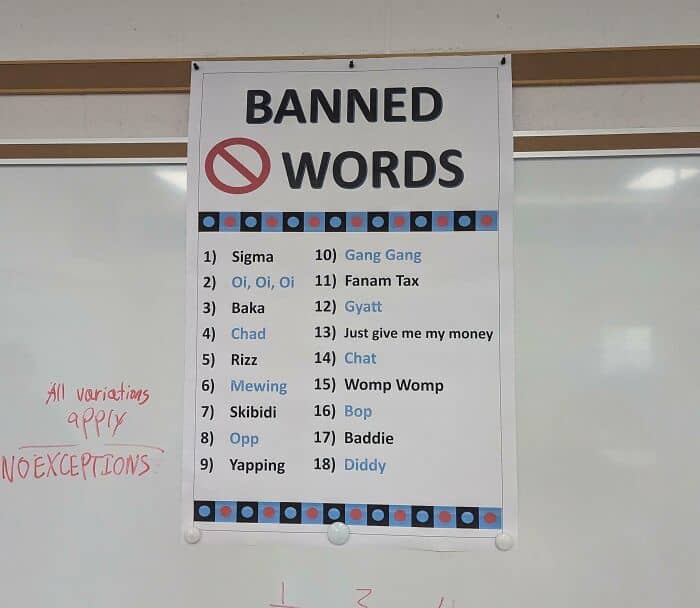 BANNED
WORDS
1) Sigma
2) Oi, Oi, Oi
3) Baka
4) Chad
5) Rizz
6) Mewing
7) Skibidi
8) Opp
9) Yapping
10) Gang Gang
11) Fanam Tax
12) Gyatt
13) Just give me my money
14) Chat
15) Womp Womp
16) Bop
17) Baddie
18) Diddy
All variations
apply
NO EXCEPTIONS